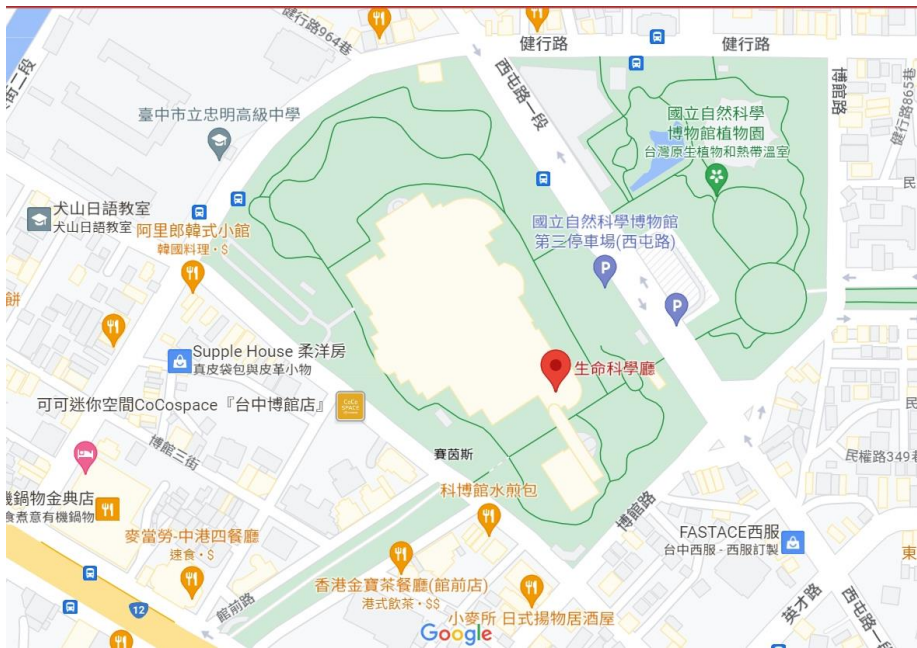 健行路964巷
健行路
健行路
街二段
西屯路一段
博館路
健行路865巷
臺中市立忠明高級中學
國立自然科學
博物館植物園
台灣原生植物和熱帶溫室
民
犬山日語教室
犬山日語教室
阿里郎韓式小館
韓國料理・$
國立自然科學博物館
第三停車場(西屯路)
餅
Supple House 柔洋房
真皮袋包與皮革小物
生命科學廳
可可迷你空間CoCospace『台中博館店』
CoCo
SPACE
民
博館三街
賽茵斯
民權路349巷
機鍋物金典店
食煮意有機鍋物
科博館水煎包
博館路
麥當勞-中港四餐廳
速食・$
FASTACE西服
台中西服 - 西服訂製
東
香港金寶茶餐廳(館前店)
港式飲茶・$$
12
館前路
小麥所 日式揚物居酒屋
英才路
西屯路一段
Google